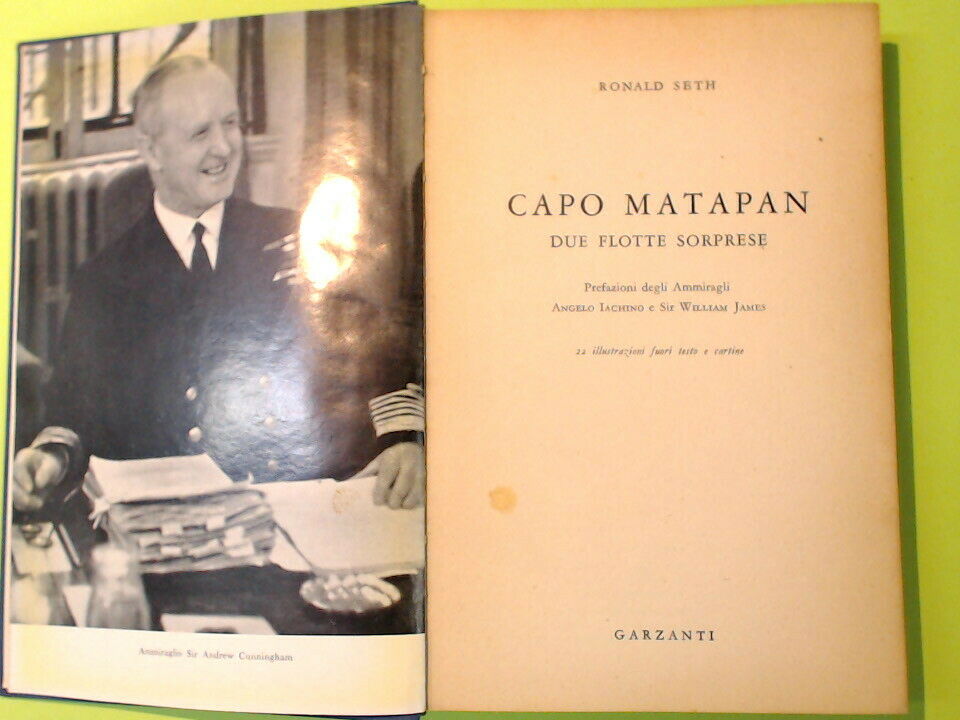 Ammiraglio Sir Andrew Cunningham
RONALD SETH
CAPO MATAPAN
DUE FLOTTE SORPRESE
Prefazioni degli Ammiragli
ANGELO IACHINO e Sir WILLIAM JAMES
22 illustrazioni fuori testo e cartine
GARZANTI